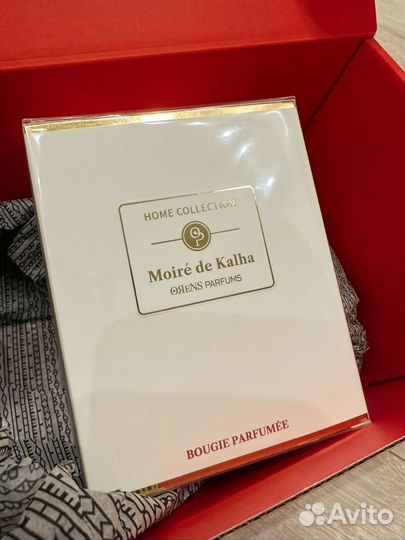 HOME COLLECTION
Moiré de Kalha
ORENS PARFUMS
BOUGIE PARFUMÉE
Avito